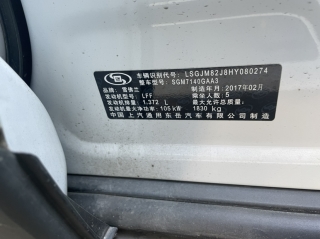 车辆识别代号: LSGJM82J8HY080274
整车型号: SGM7140GAA3
品牌: 雪佛兰 制造年月: 2017年02月
发动机型号: LFF 乘坐人数: 5
发动机排量: 1.372 L 最大允许总质量:
发动机最大净功率: 105 kW 1830 kg
中国上汽通用东岳汽车有限公司制造